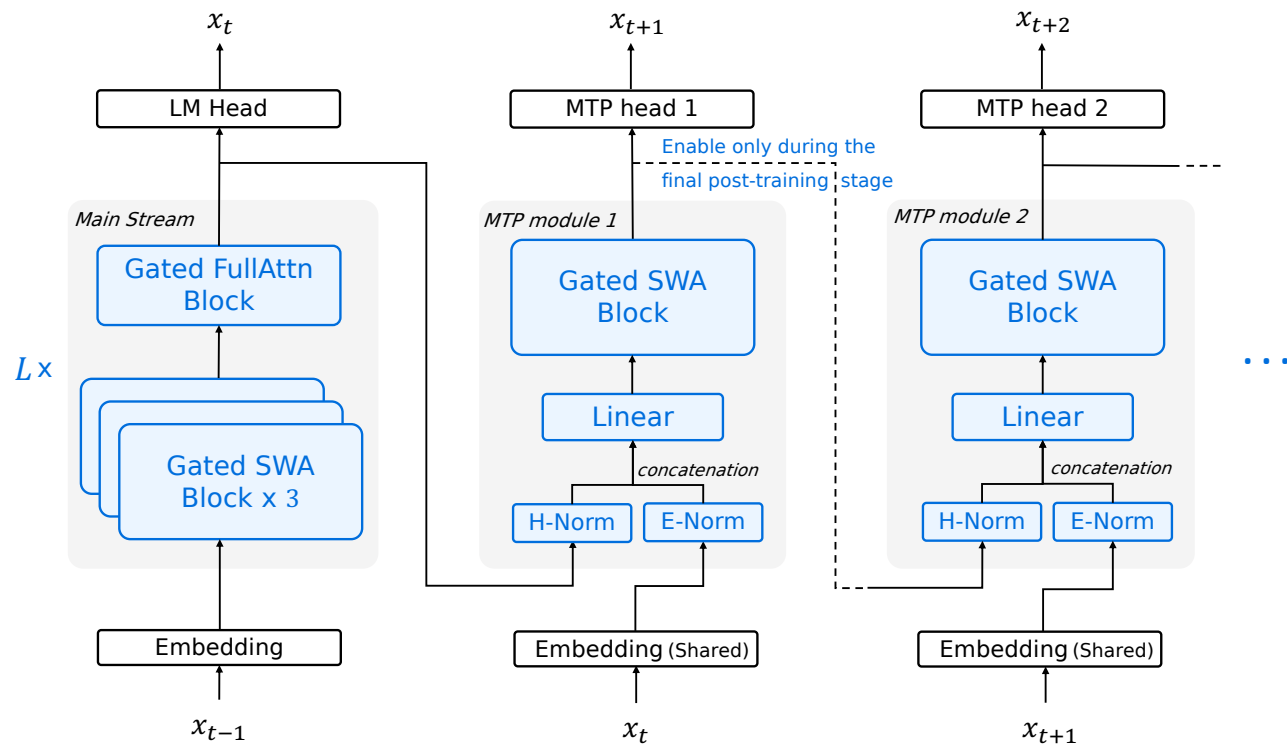 x_t
x_{t+1}
x_{t+2}
LM Head
MTP head 1
MTP head 2
Enable only during the
final post-training stage
Main Stream
MTP module 1
MTP module 2
Gated FullAttn
Block
Gated SWA
Block
Gated SWA
Block
L x
...
Linear
Linear
Gated SWA
Block x 3
concatenation
concatenation
H-Norm
E-Norm
H-Norm
E-Norm
Embedding
Embedding (Shared)
Embedding (Shared)
x_{t−1}
x_t
x_{t+1}